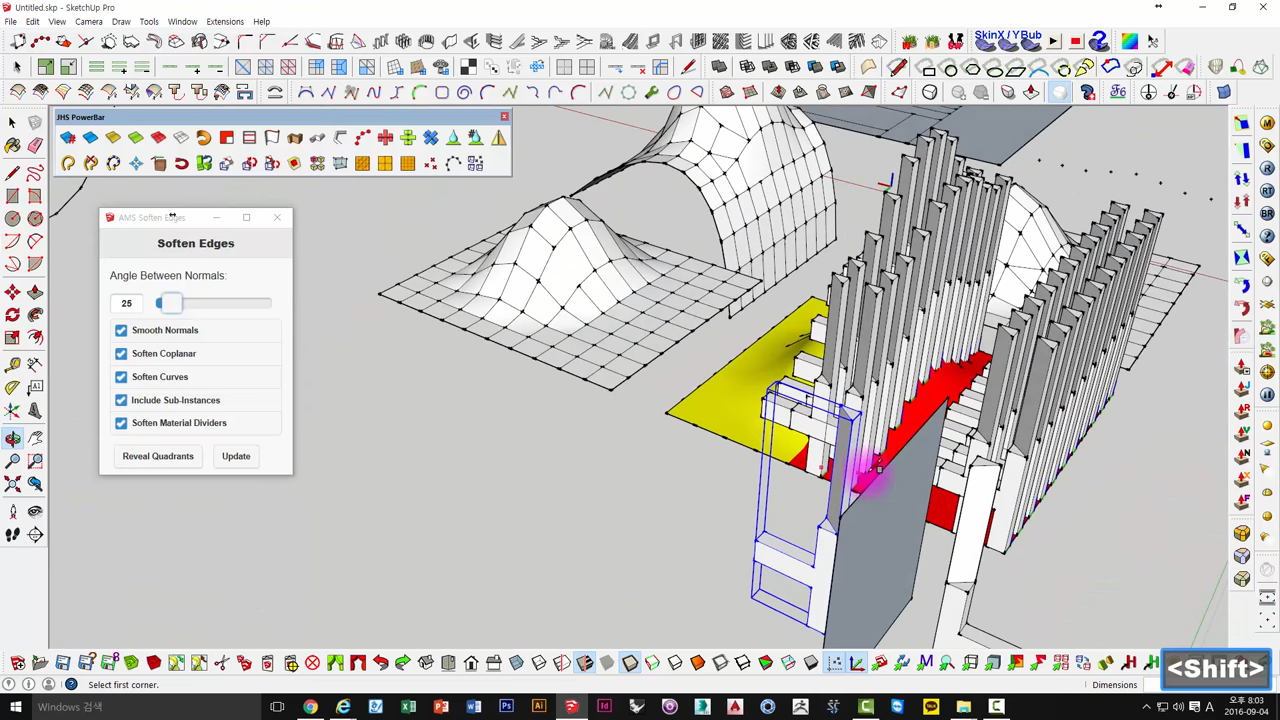 Untitled.skp - SketchUp Pro
File Edit View Camera Draw Tools Window Extensions Help
SkinX / YBub
JHS PowerBar
AMS Soften Edges
Soften Edges
Angle Between Normals:
25
Smooth Normals
Soften Coplanar
Soften Curves
Include Sub-Instances
Soften Material Dividers
Reveal Quadrants Update
Select first corner.
Dimensions
<Shift>
Windows 검색
오후 8:03
2016-09-04